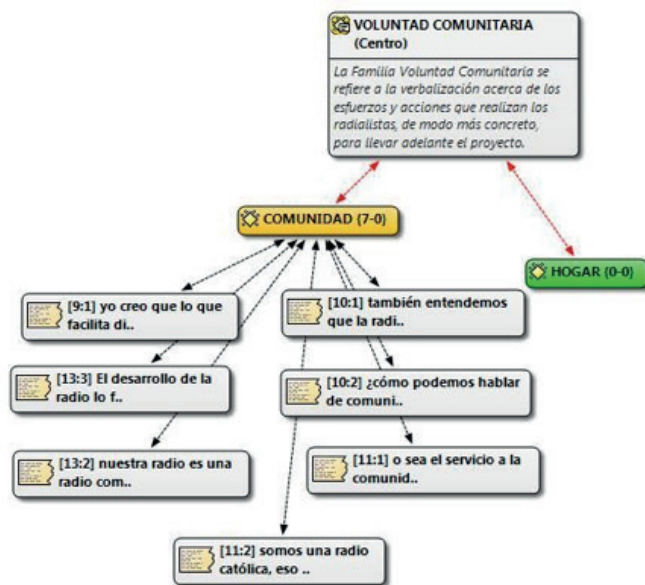 VOLUNTAD COMUNITARIA
(Centro)
La Familia Voluntad Comunitaria se
refiere a la verbalización acerca de los
esfuerzos y acciones que realizan los
radialistas, de modo más concreto,
para llevar adelante el proyecto.
COMUNIDAD {7-0}
HOGAR {0-0}
[9:1] yo creo que lo que
facilita di..
[10:1] también entendemos
que la radi..
[13:3] El desarrollo de la
radio lo f..
[10:2] ¿cómo podemos hablar
de comuni..
[13:2] nuestra radio es una
radio com..
[11:1] o sea el servicio a la
comunid..
[11:2] somos una radio
católica, eso ..